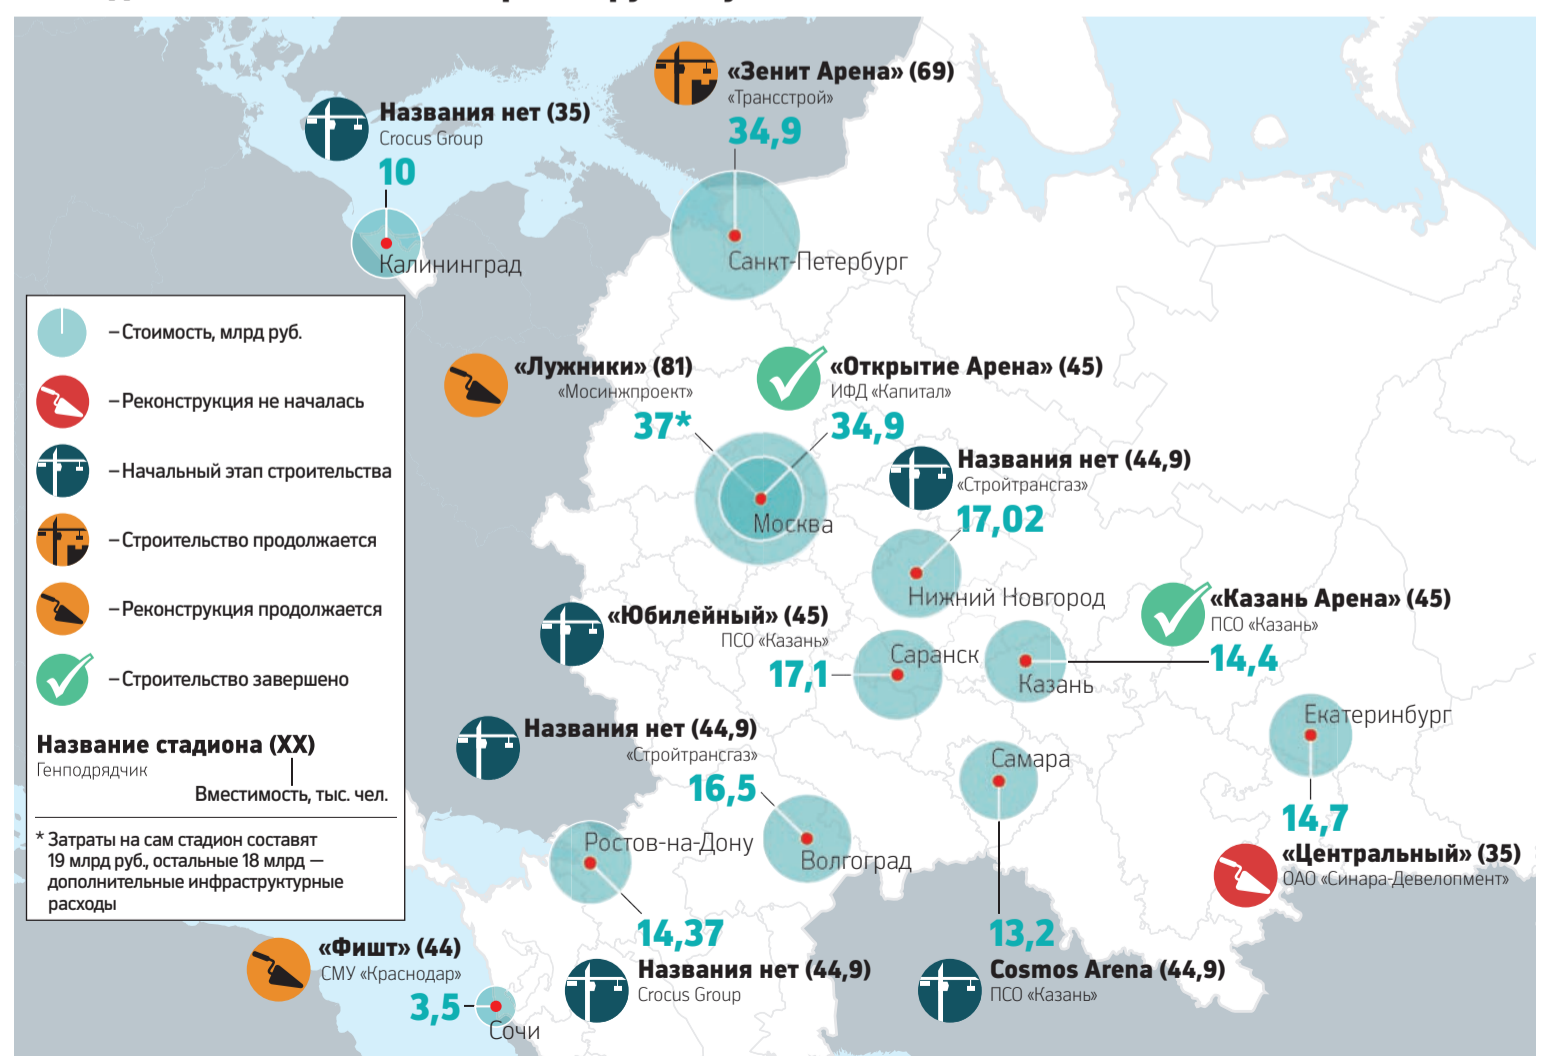 «Зенит Арена» (69)
«Трансстрой»
34,9
Санкт-Петербург
Названия нет (35)
Crocus Group
10
Калининград
– Стоимость, млрд руб.
– Реконструкция не началась
– Начальный этап строительства
– Строительство продолжается
– Реконструкция продолжается
– Строительство завершено
Название стадиона (XX)
Генподрядчик
Вместимость, тыс. чел.
* Затраты на сам стадион составят
19 млрд руб., остальные 18 млрд —
дополнительные инфраструктурные
расходы
«Лужники» (81)
«Мосинжпроект»
37*
«Открытие Арена» (45)
ИФД «Капитал»
34,9
Москва
Названия нет (44,9)
«Стройтрансгаз»
17,02
Нижний Новгород
«Юбилейный» (45)
ПСО «Казань»
17,1
Саранск
«Казань Арена» (45)
ПСО «Казань»
14,4
Казань
Названия нет (44,9)
«Стройтрансгаз»
16,5
Волгоград
Екатеринбург
14,7
«Центральный» (35)
ОАО «Синара-Девелопмент»
Самара
13,2
Cosmos Arena (44,9)
ПСО «Казань»
Ростов-на-Дону
14,37
Названия нет (44,9)
Crocus Group
«Фишт» (44)
СМУ «Краснодар»
3,5
Сочи